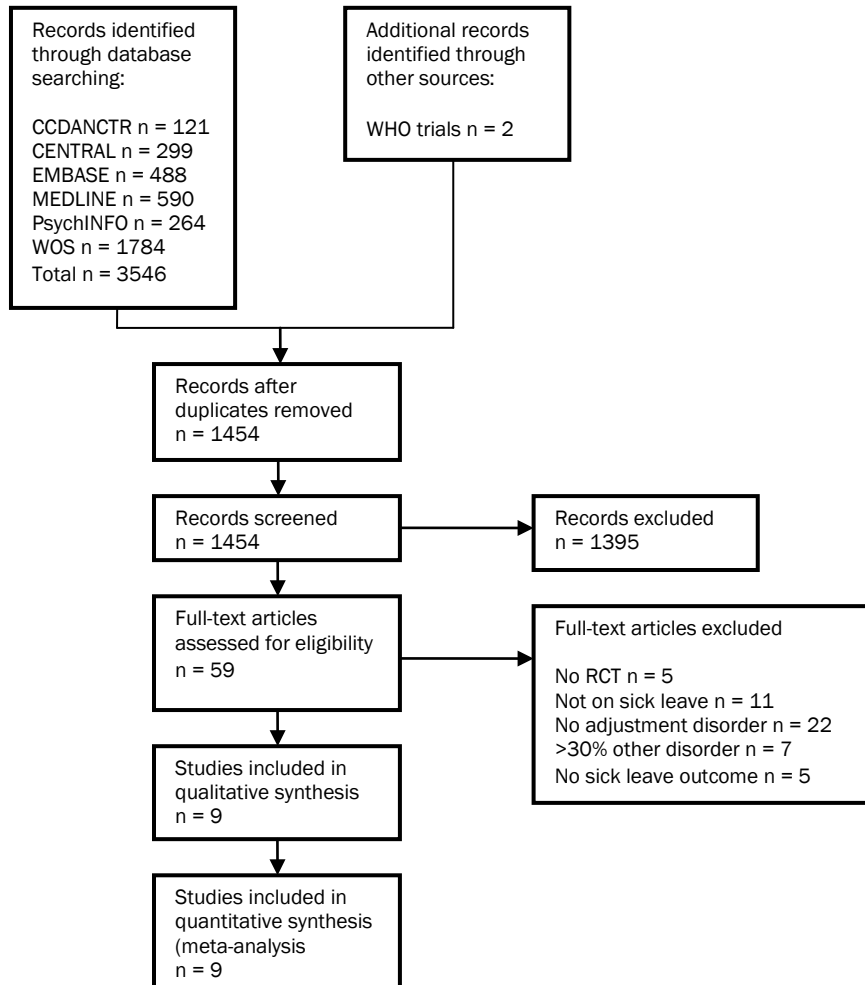 Records identified
through database
searching:
CCDANCTR n = 121
CENTRAL n = 299
EMBASE n = 488
MEDLINE n = 590
PsychINFO n = 264
WOS n = 1784
Total n = 3546
Additional records
identified through
other sources:
WHO trials n = 2
Records after
duplicates removed
n = 1454
Records screened
n = 1454
Records excluded
n = 1395
Full-text articles
assessed for eligibility
n = 59
Full-text articles excluded
No RCT n = 5
Not on sick leave n = 11
No adjustment disorder n = 22
>30% other disorder n = 7
No sick leave outcome n = 5
Studies included in
qualitative synthesis
n = 9
Studies included in
quantitative synthesis
(meta-analysis
n = 9